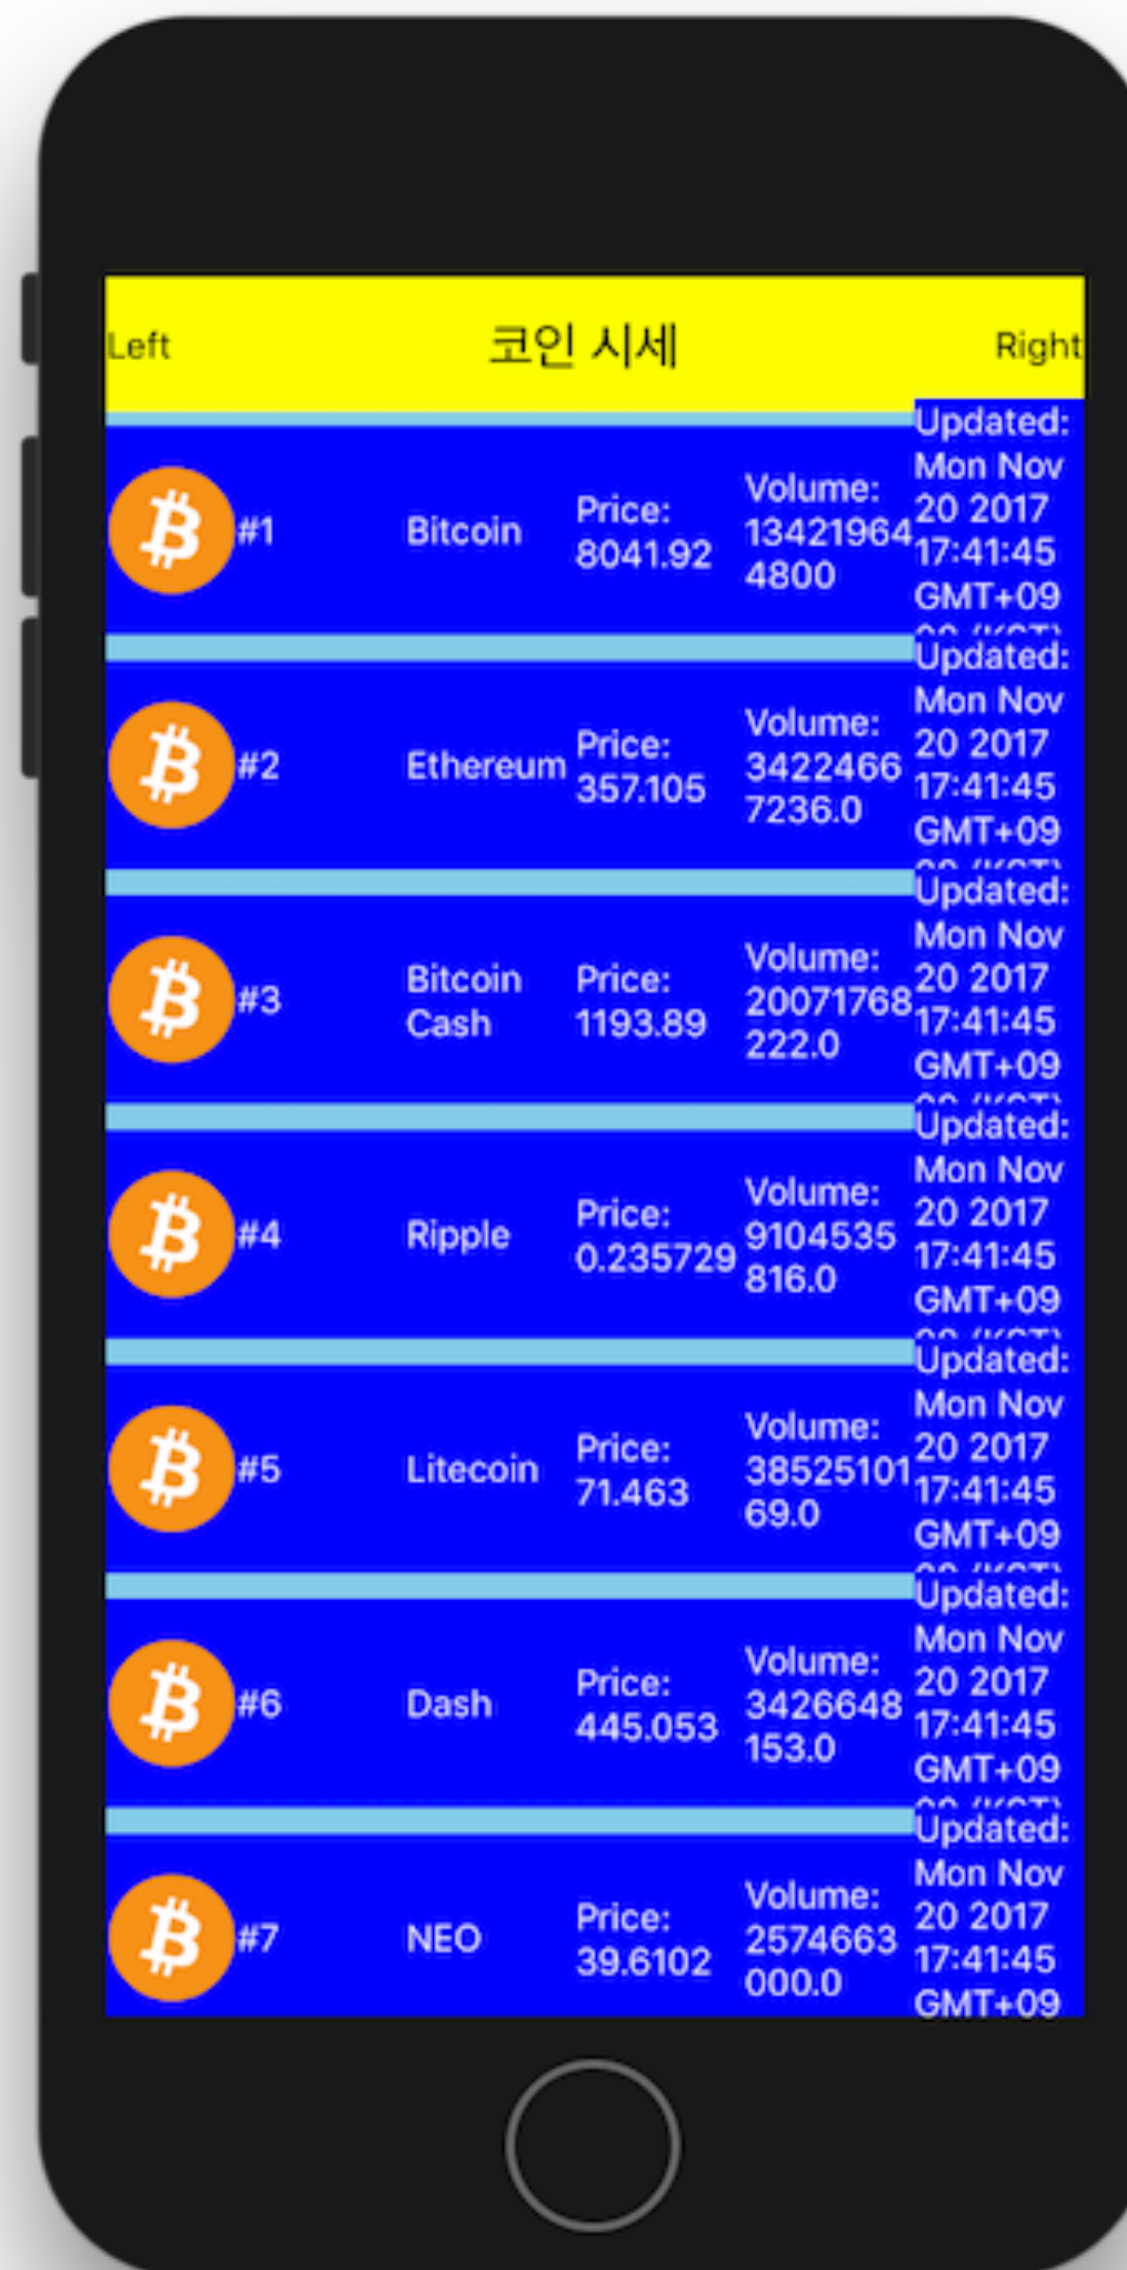 Left 코인 시세 Right
#1
Bitcoin
Price:
8041.92
Volume:
13421964
4800
Updated:
Mon Nov
20 2017
17:41:45
GMT+09
#2
Ethereum
Price:
357.105
Volume:
3422466
7236.0
Updated:
Mon Nov
20 2017
17:41:45
GMT+09
#3
Bitcoin
Cash
Price:
1193.89
Volume:
20071768
222.0
Updated:
Mon Nov
20 2017
17:41:45
GMT+09
#4
Ripple
Price:
0.235729
Volume:
9104535
816.0
Updated:
Mon Nov
20 2017
17:41:45
GMT+09
#5
Litecoin
Price:
71.463
Volume:
38525101
69.0
Updated:
Mon Nov
20 2017
17:41:45
GMT+09
#6
Dash
Price:
445.053
Volume:
3426648
153.0
Updated:
Mon Nov
20 2017
17:41:45
GMT+09
#7
NEO
Price:
39.6102
Volume:
2574663
000.0
Updated:
Mon Nov
20 2017
17:41:45
GMT+09